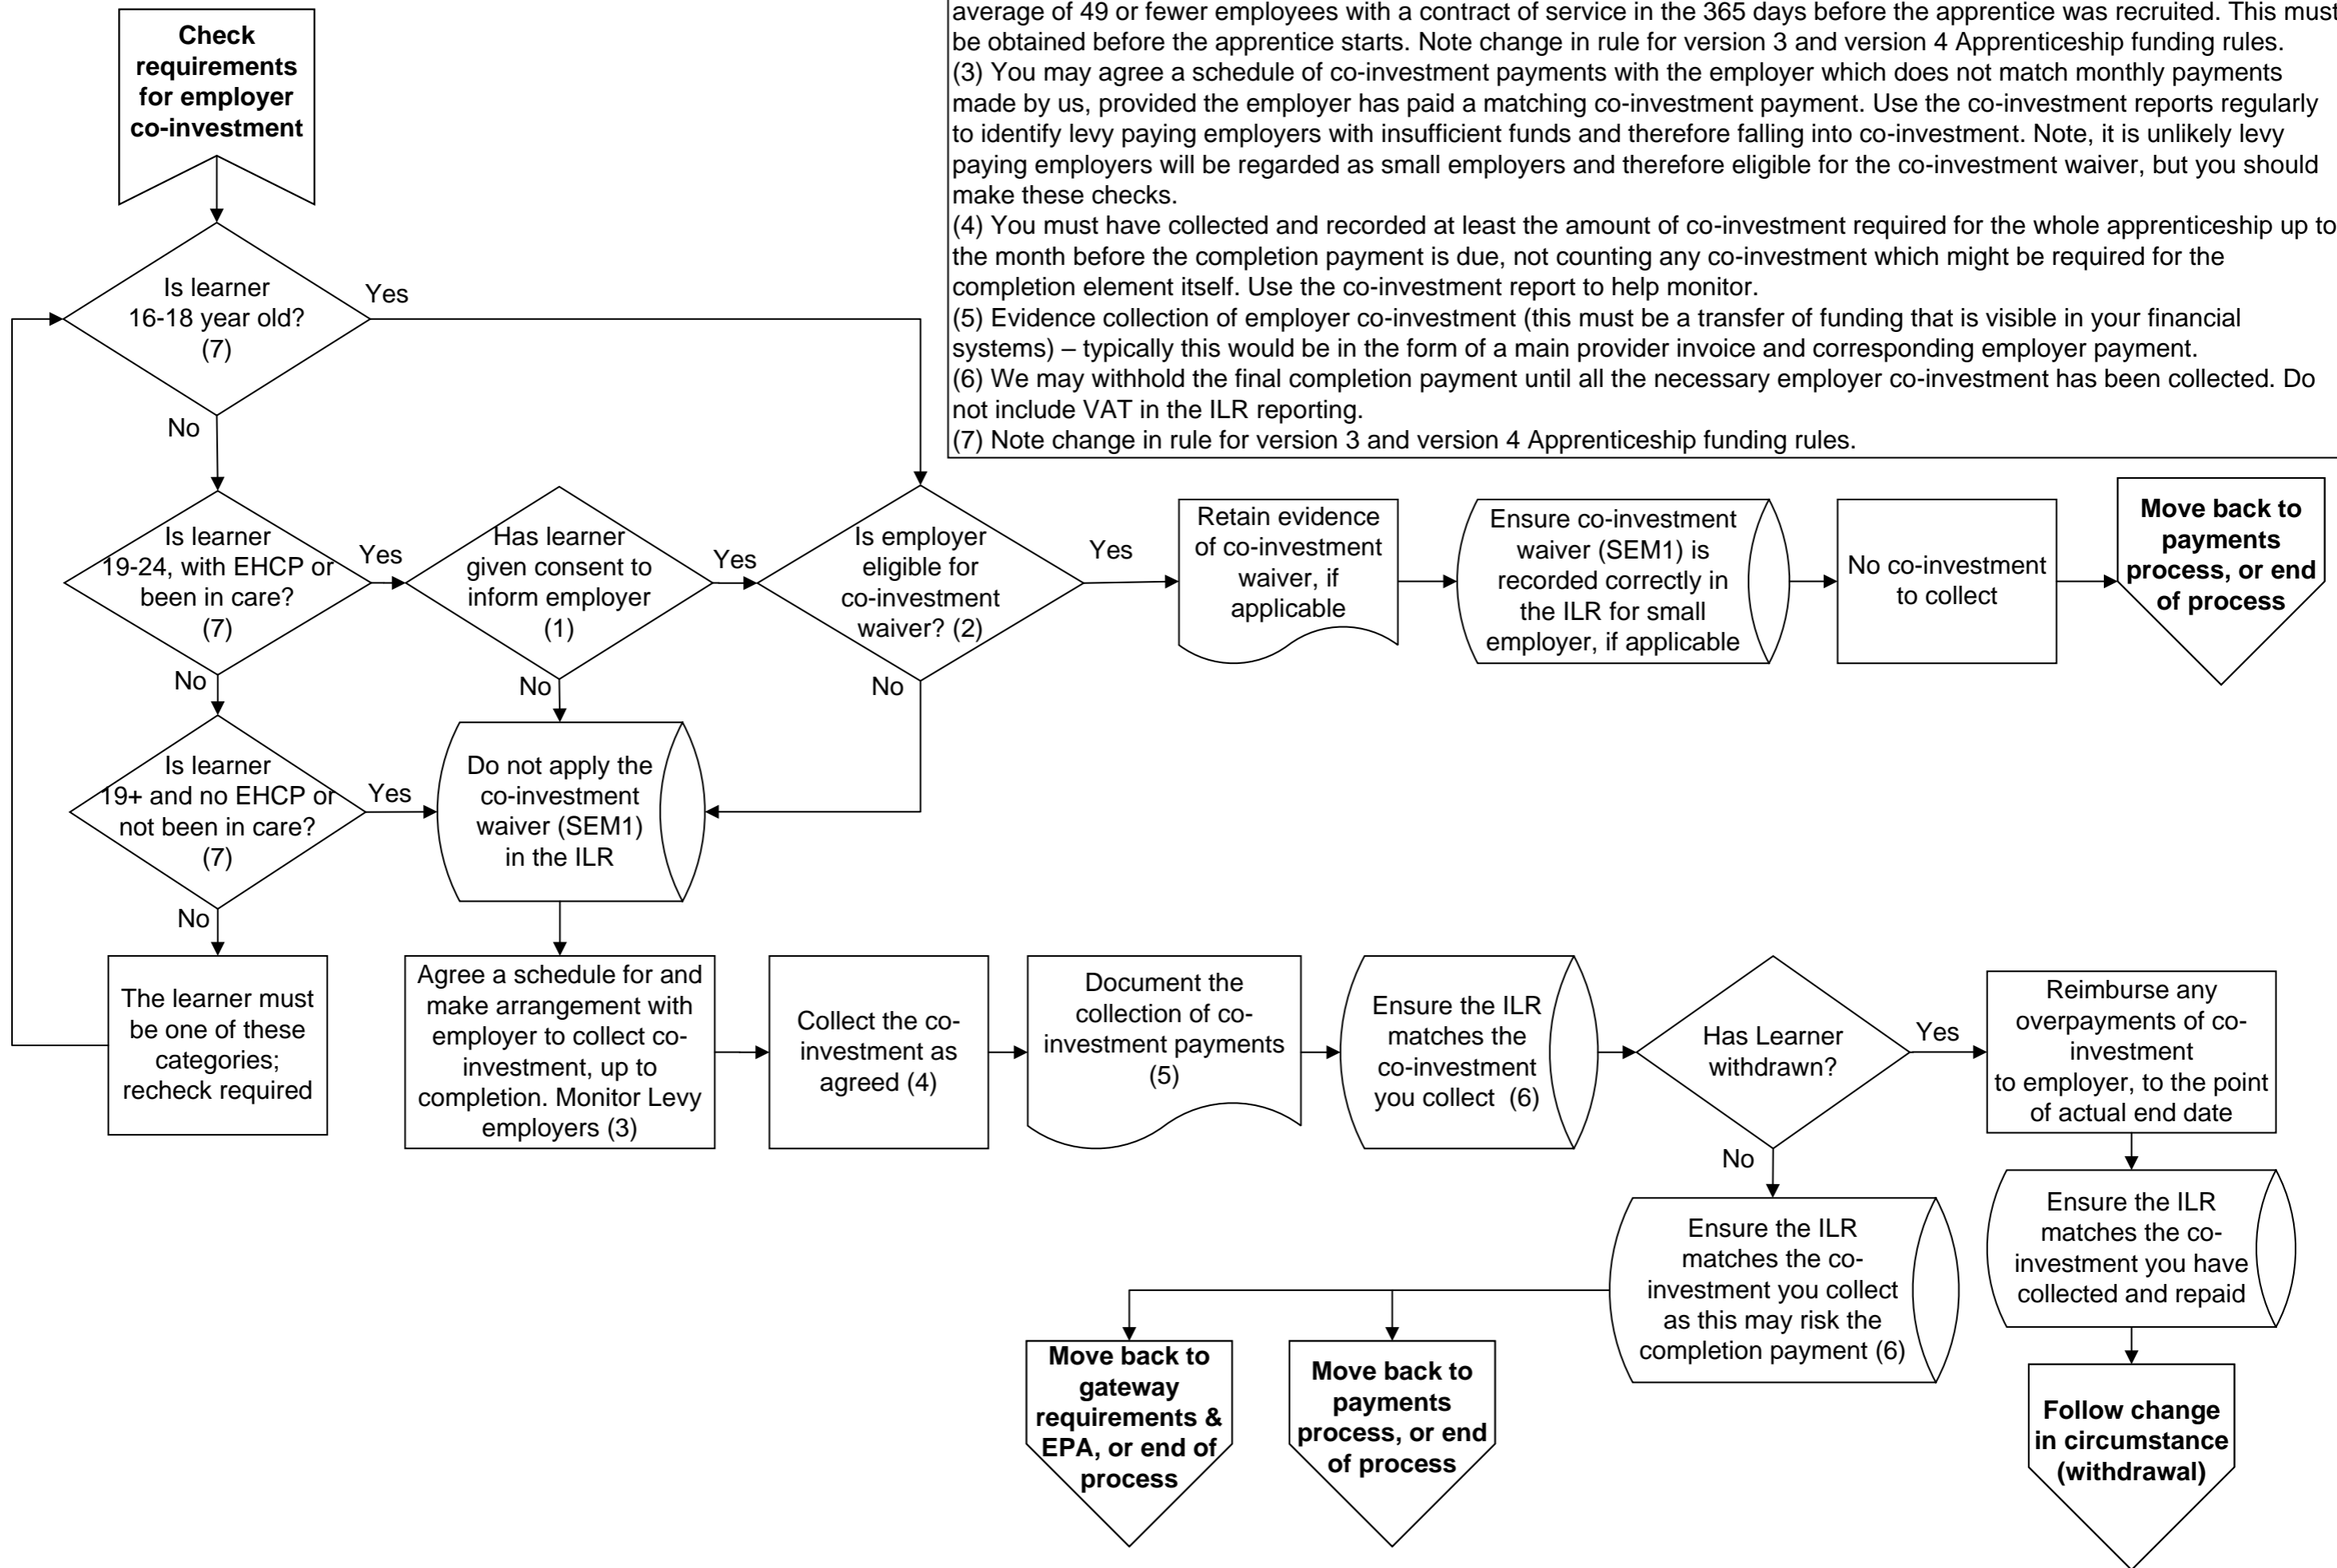 average of 49 or fewer employees with a contract of service in the 365 days before the apprentice was recruited. This must
be obtained before the apprentice starts. Note change in rule for version 3 and version 4 Apprenticeship funding rules.
(3) You may agree a schedule of co-investment payments with the employer which does not match monthly payments
made by us, provided the employer has paid a matching co-investment payment. Use the co-investment reports regularly
to identify levy paying employers with insufficient funds and therefore falling into co-investment. Note, it is unlikely levy
paying employers will be regarded as small employers and therefore eligible for the co-investment waiver, but you should
make these checks.
(4) You must have collected and recorded at least the amount of co-investment required for the whole apprenticeship up to
the month before the completion payment is due, not counting any co-investment which might be required for the
completion element itself. Use the co-investment report to help monitor.
(5) Evidence collection of employer co-investment (this must be a transfer of funding that is visible in your financial
systems) – typically this would be in the form of a main provider invoice and corresponding employer payment.
(6) We may withhold the final completion payment until all the necessary employer co-investment has been collected. Do
not include VAT in the ILR reporting.
(7) Note change in rule for version 3 and version 4 Apprenticeship funding rules.
Check
requirements
for employer
co-investment
Is learner
16-18 year old?
(7)
Yes
No
Is learner
19-24, with EHCP or
been in care?
(7)
Yes
No
Has learner
given consent to
inform employer
(1)
Yes
No
Is employer
eligible for
co-investment
waiver? (2)
Yes
No
Retain evidence
of co-investment
waiver, if
applicable
Ensure co-investment
waiver (SEM1) is
recorded correctly in
the ILR for small
employer, if applicable
No co-investment
to collect
Move back to
payments
process, or end
of process
Is learner
19+ and no EHCP or
not been in care?
(7)
Yes
No
Do not apply the
co-investment
waiver (SEM1)
in the ILR
The learner must
be one of these
categories;
recheck required
Agree a schedule for and
make arrangement with
employer to collect co-
investment, up to
completion. Monitor Levy
employers (3)
Collect the co-
investment as
agreed (4)
Document the
collection of co-
investment payments
(5)
Ensure the ILR
matches the
co-investment
you collect (6)
Has Learner
withdrawn?
Yes
No
Reimburse any
overpayments of co-
investment
to employer, to the point
of actual end date
Ensure the ILR
matches the co-
investment you collect
as this may risk the
completion payment (6)
Ensure the ILR
matches the co-
investment you have
collected and repaid
Move back to
gateway
requirements &
EPA, or end of
process
Move back to
payments
process, or end
of process
Follow change
in circumstance
(withdrawal)